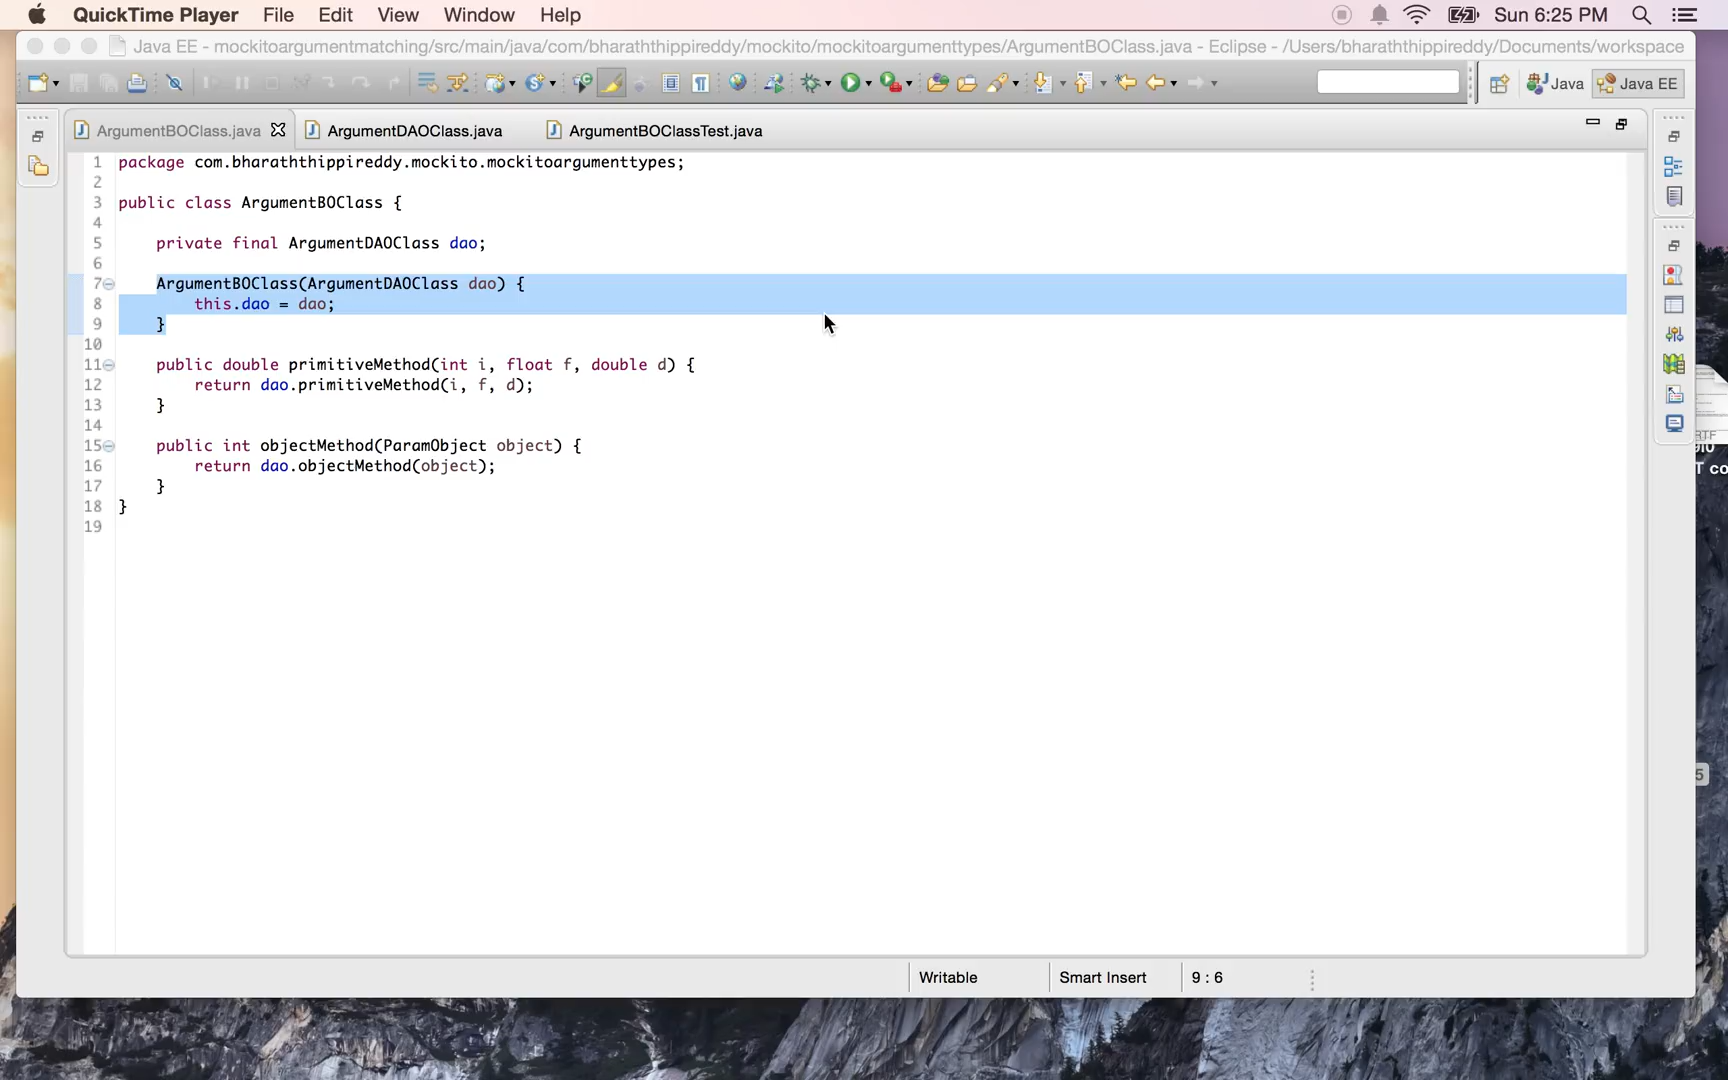 QuickTime Player File Edit View Window Help Sun 6:25 PM
Java EE - mockitoargumentmatching/src/main/java/com/bharaththippireddy/mockito/mockitoargumenttypes/ArgumentBOClass.java - Eclipse - /Users/bharaththippireddy/Documents/workspace
Java Java EE
ArgumentBOClass.java ArgumentDAOClass.java ArgumentBOClassTest.java
1 package com.bharaththippireddy.mockito.mockitoargumenttypes;
2
3 public class ArgumentBOClass {
4
5 private final ArgumentDAOClass dao;
6
7 ArgumentBOClass(ArgumentDAOClass dao) {
8 this.dao = dao;
9 }
10
11 public double primitiveMethod(int i, float f, double d) {
12 return dao.primitiveMethod(i, f, d);
13 }
14
15 public int objectMethod(ParamObject object) {
16 return dao.objectMethod(object);
17 }
18 }
19
RTF
T co
5
Writable Smart Insert 9 : 6